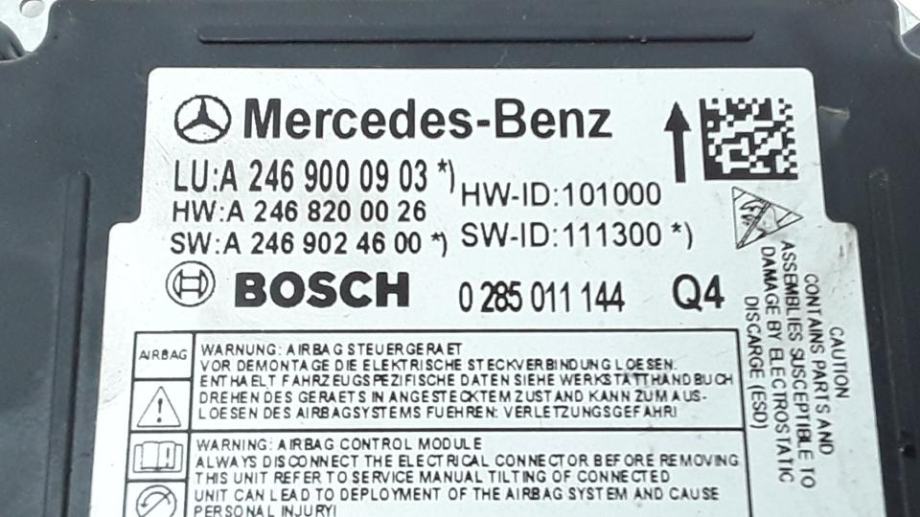 Mercedes-Benz
LU:A 246 900 09 03 *)
HW-ID:101000
HW:A 246 820 00 26
SW:A 246 902 46 00 *)
SW-ID:111300 *)
BOSCH
0 285 011 144
Q4
AIRBAG
WARNUNG: AIRBAG STEUERGERAET
VOR DEMONTAGE DIE ELEKTRISCHE STECKVERBINDUNG LOESEN.
ENTHAELT FAHRZEUGSPEZIFISCHE DATEN SIEHE WERKSTATTHANDBUCH
DREHEN DES GERAETS IN ANGESTECKTEM ZUSTAND KANN ZUM AUS-
LOESEN DES AIRBAGSYSTEMS FUEHREN: VERLETZUNGSGEFAHR!
WARNING: AIRBAG CONTROL MODULE
ALWAYS DISCONNECT THE ELECTRICAL CONNECTOR BEFORE REMOVING
THIS UNIT REFER TO SERVICE MANUAL TILTING OF CONNECTED
UNIT CAN LEAD TO DEPLOYMENT OF THE AIRBAG SYSTEM AND CAUSE
PERSONAL INJURY!
CAUTION
CONTAINS PARTS AND
ASSEMBLIES SUSCEPTIBLE TO
DAMAGE BY ELECTROSTATIC
DISCHARGE (ESD)